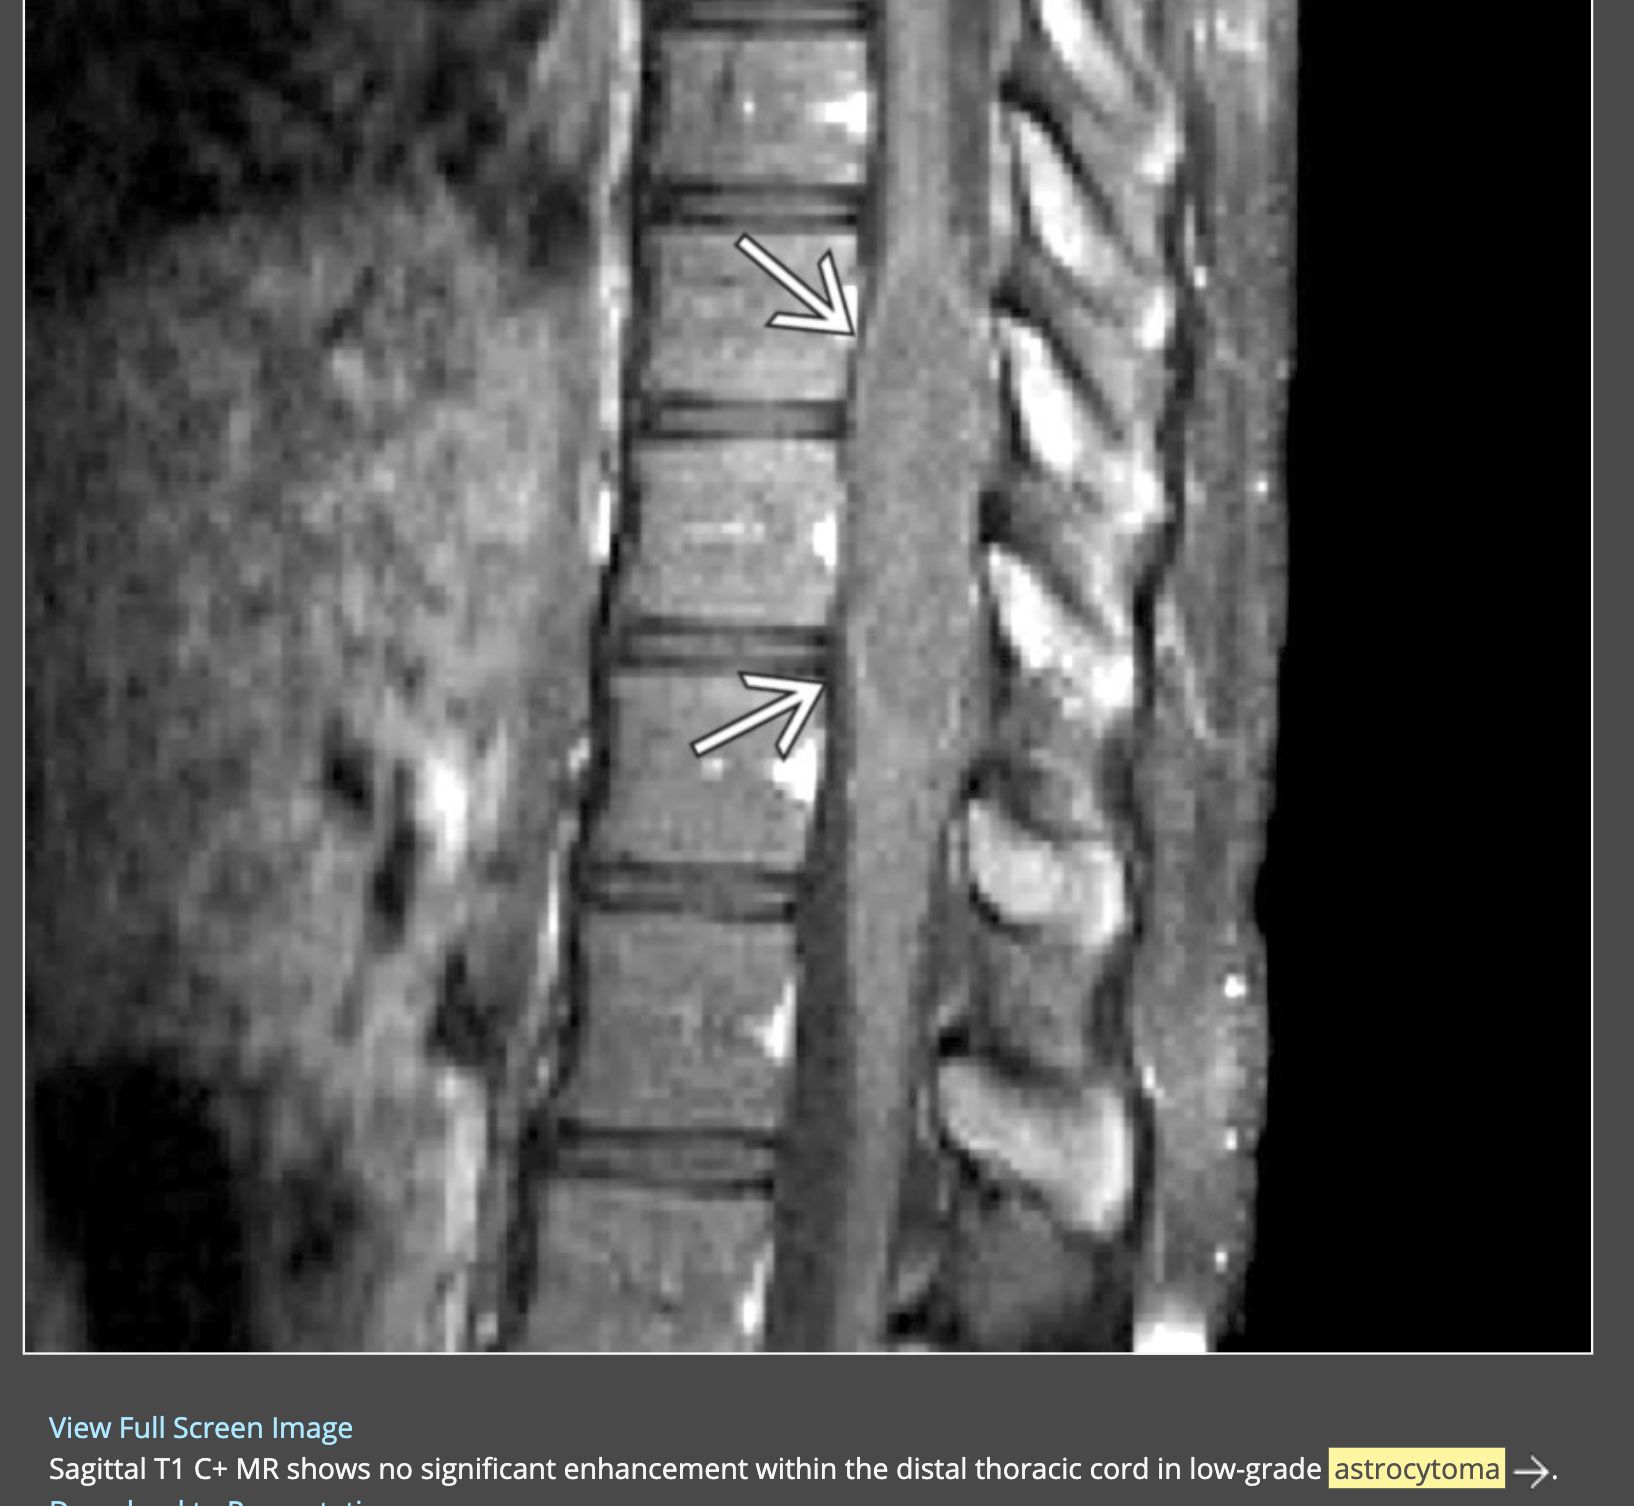 View Full Screen Image
Sagittal T1 C+ MR shows no significant enhancement within the distal thoracic cord in low-grade astrocytoma →.